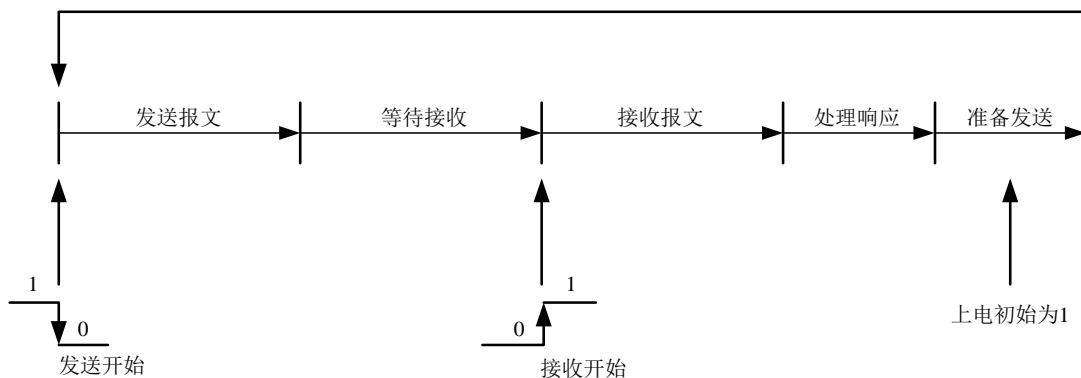 发送报文
等待接收
接收报文
处理响应
准备发送
1
0
发送开始
1
0
接收开始
上电初始为1